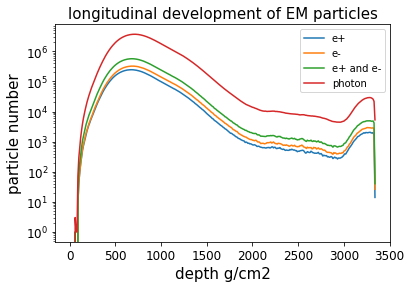 longitudinal development of EM particles
e+
e-
e+ and e-
photon
particle number
10^6
10^5
10^4
10^3
10^2
10^1
10^0
0 500 1000 1500 2000 2500 3000 3500
depth g/cm2